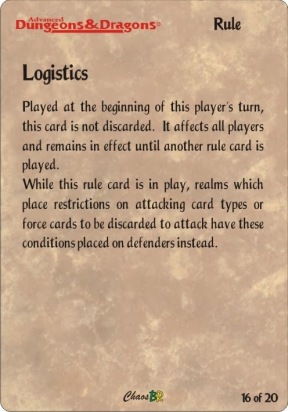 Advanced
Dungeons & Dragons®
Rule
Logistics
Played at the beginning of this player's turn,
this card is not discarded. It affects all players
and remains in effect until another rule card is
played.
While this rule card is in play, realms which
place restrictions on attacking card types or
force cards to be discarded to attack have these
conditions placed on defenders instead.
Chaos
16 of 20